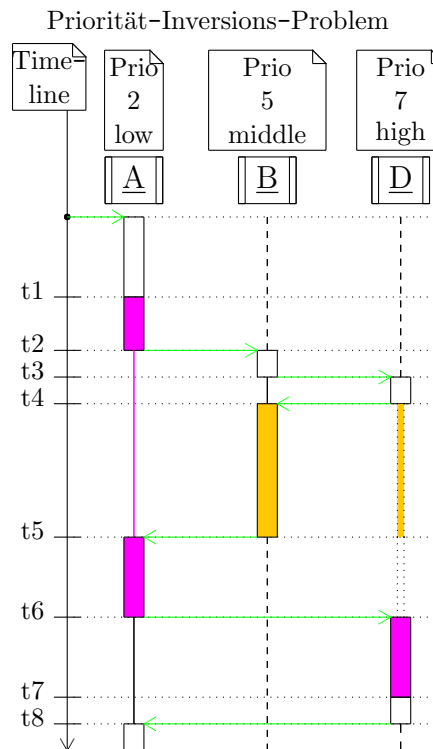 Priorität-Inversions-Problem
Time-
line
Prio
2
low
Prio
5
middle
Prio
7
high
A
B
D
t1
t2
t3
t4
t5
t6
t7
t8